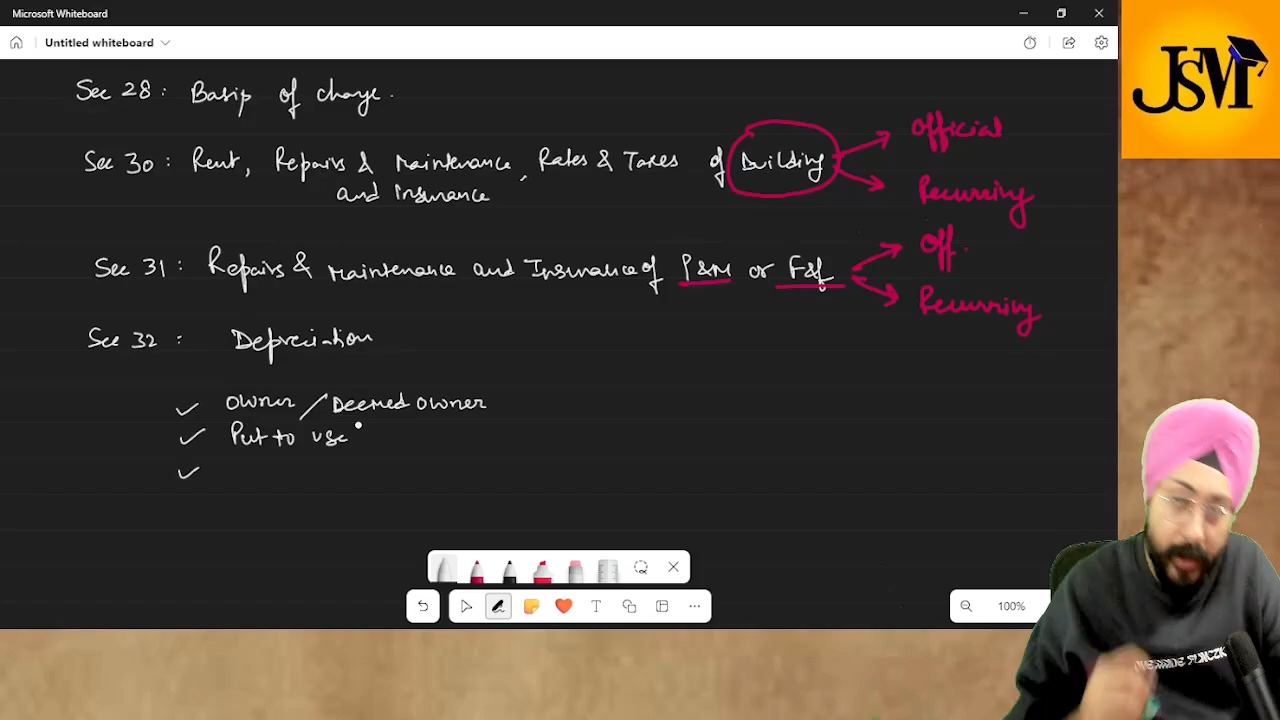 Microsoft Whiteboard
Untitled whiteboard
JSM
Sec 28: Basis of charge.
Sec 30: Rent, Repairs & Maintenance, Rates & Taxes of Building
and Insurance
Official
Recurring
Sec 31: Repairs & Maintenance and Insurance of P&M or F&f
Off.
Recurring
Sec 32: Depreciation
Owner / Deemed Owner
Put to use
100%